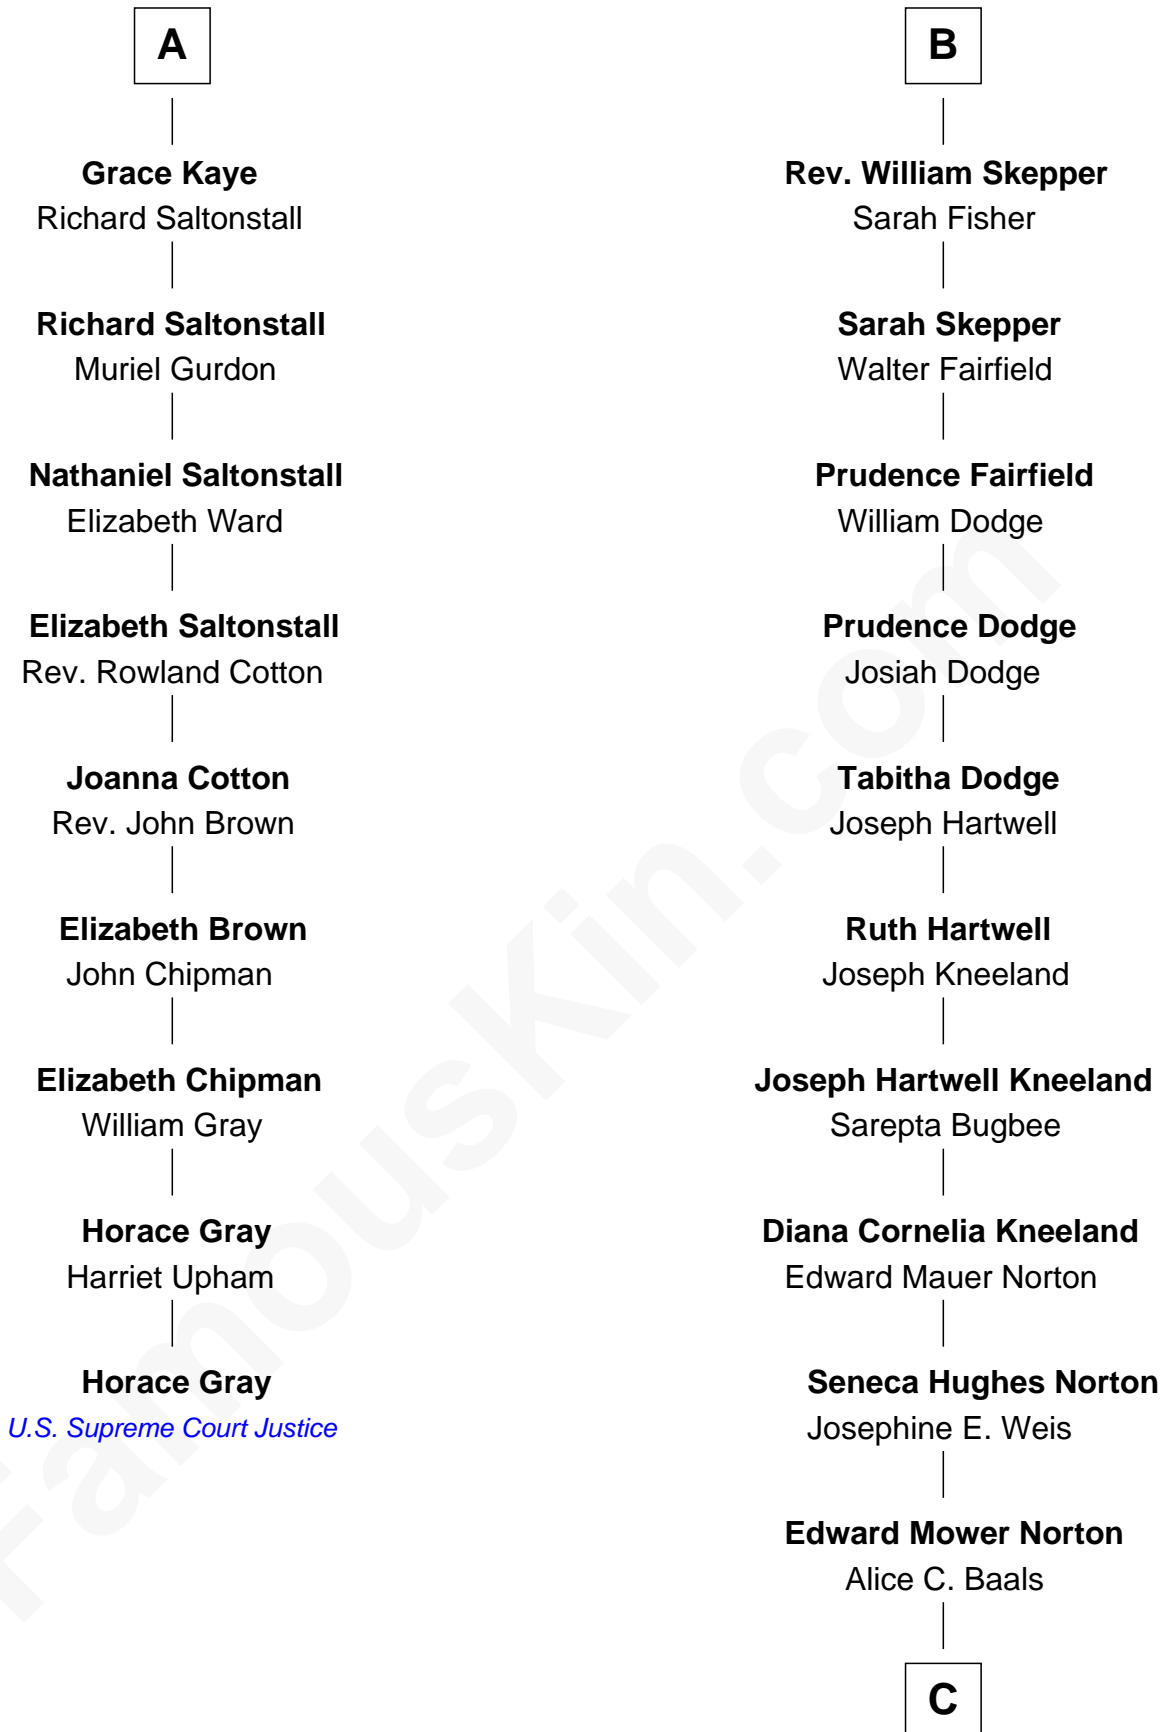 A
Grace Kaye
Richard Saltonstall
Richard Saltonstall
Muriel Gurdon
Nathaniel Saltonstall
Elizabeth Ward
Elizabeth Saltonstall
Rev. Rowland Cotton
Joanna Cotton
Rev. John Brown
Elizabeth Brown
John Chipman
Elizabeth Chipman
William Gray
Horace Gray
Harriet Upham
Horace Gray
U.S. Supreme Court Justice
B
Rev. William Skepper
Sarah Fisher
Sarah Skepper
Walter Fairfield
Prudence Fairfield
William Dodge
Prudence Dodge
Josiah Dodge
Tabitha Dodge
Joseph Hartwell
Ruth Hartwell
Joseph Kneeland
Joseph Hartwell Kneeland
Sarepta Bugbee
Diana Cornelia Kneeland
Edward Mauer Norton
Seneca Hughes Norton
Josephine E. Weis
Edward Mower Norton
Alice C. Baals
C
FamousKin.com